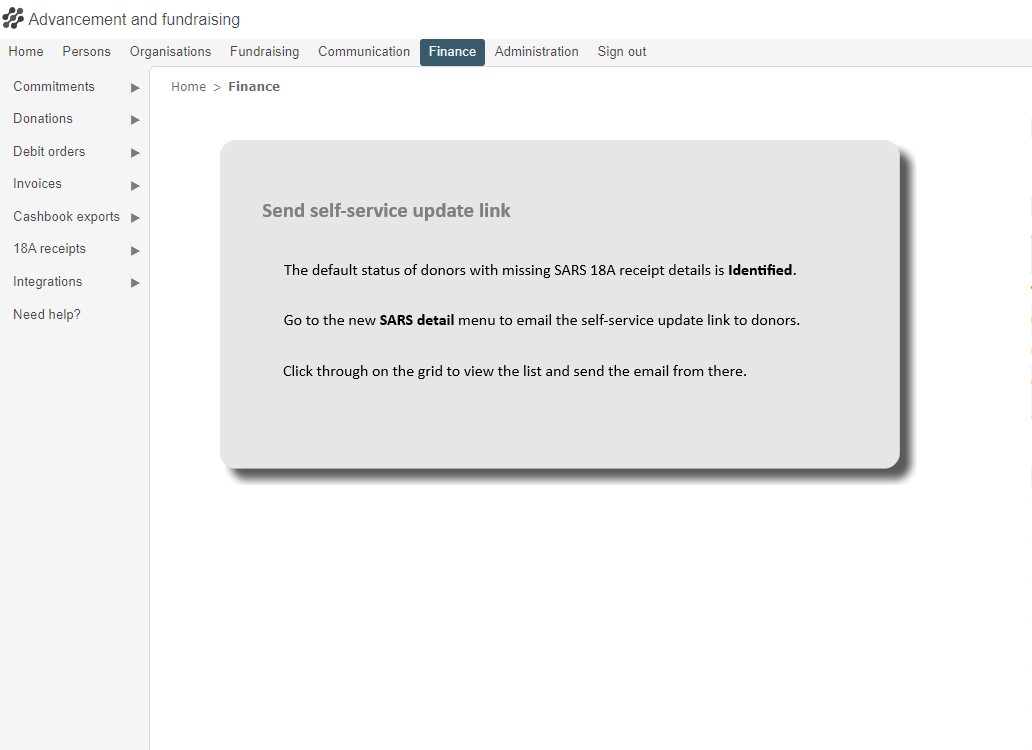 Advancement and fundraising
Home Persons Organisations Fundraising Communication Finance Administration Sign out
Commitments
Donations
Debit orders
Invoices
Cashbook exports
18A receipts
Integrations
Need help?
Home > Finance
Send self-service update link
The default status of donors with missing SARS 18A receipt details is Identified.
Go to the new SARS detail menu to email the self-service update link to donors.
Click through on the grid to view the list and send the email from there.